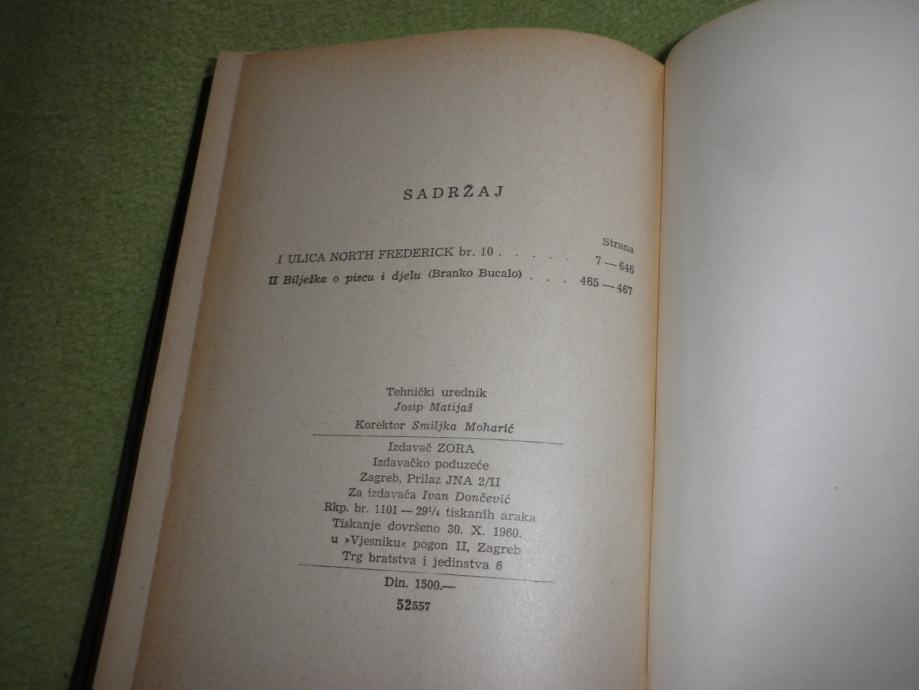 SADRŽAJ
Strana
I ULICA NORTH FREDERICK br. 10 . . . . . . 7 — 646
II Bilješka o piscu i djelu (Branko Bucalo) . . . 465 — 467
Tehnički urednik
Josip Matijaš
Korektor Smiljka Moharić
Izdavač ZORA
Izdavačko poduzeće
Zagreb, Prilaz JNA 2/II
Za izdavača Ivan Dončević
Rkp. br. 1101 — 29¹/₄ tiskanih araka
Tiskanje dovršeno 30. X. 1960.
u »Vjesniku« pogon II, Zagreb
Trg bratstva i jedinstva 6
Din. 1500.—
52557